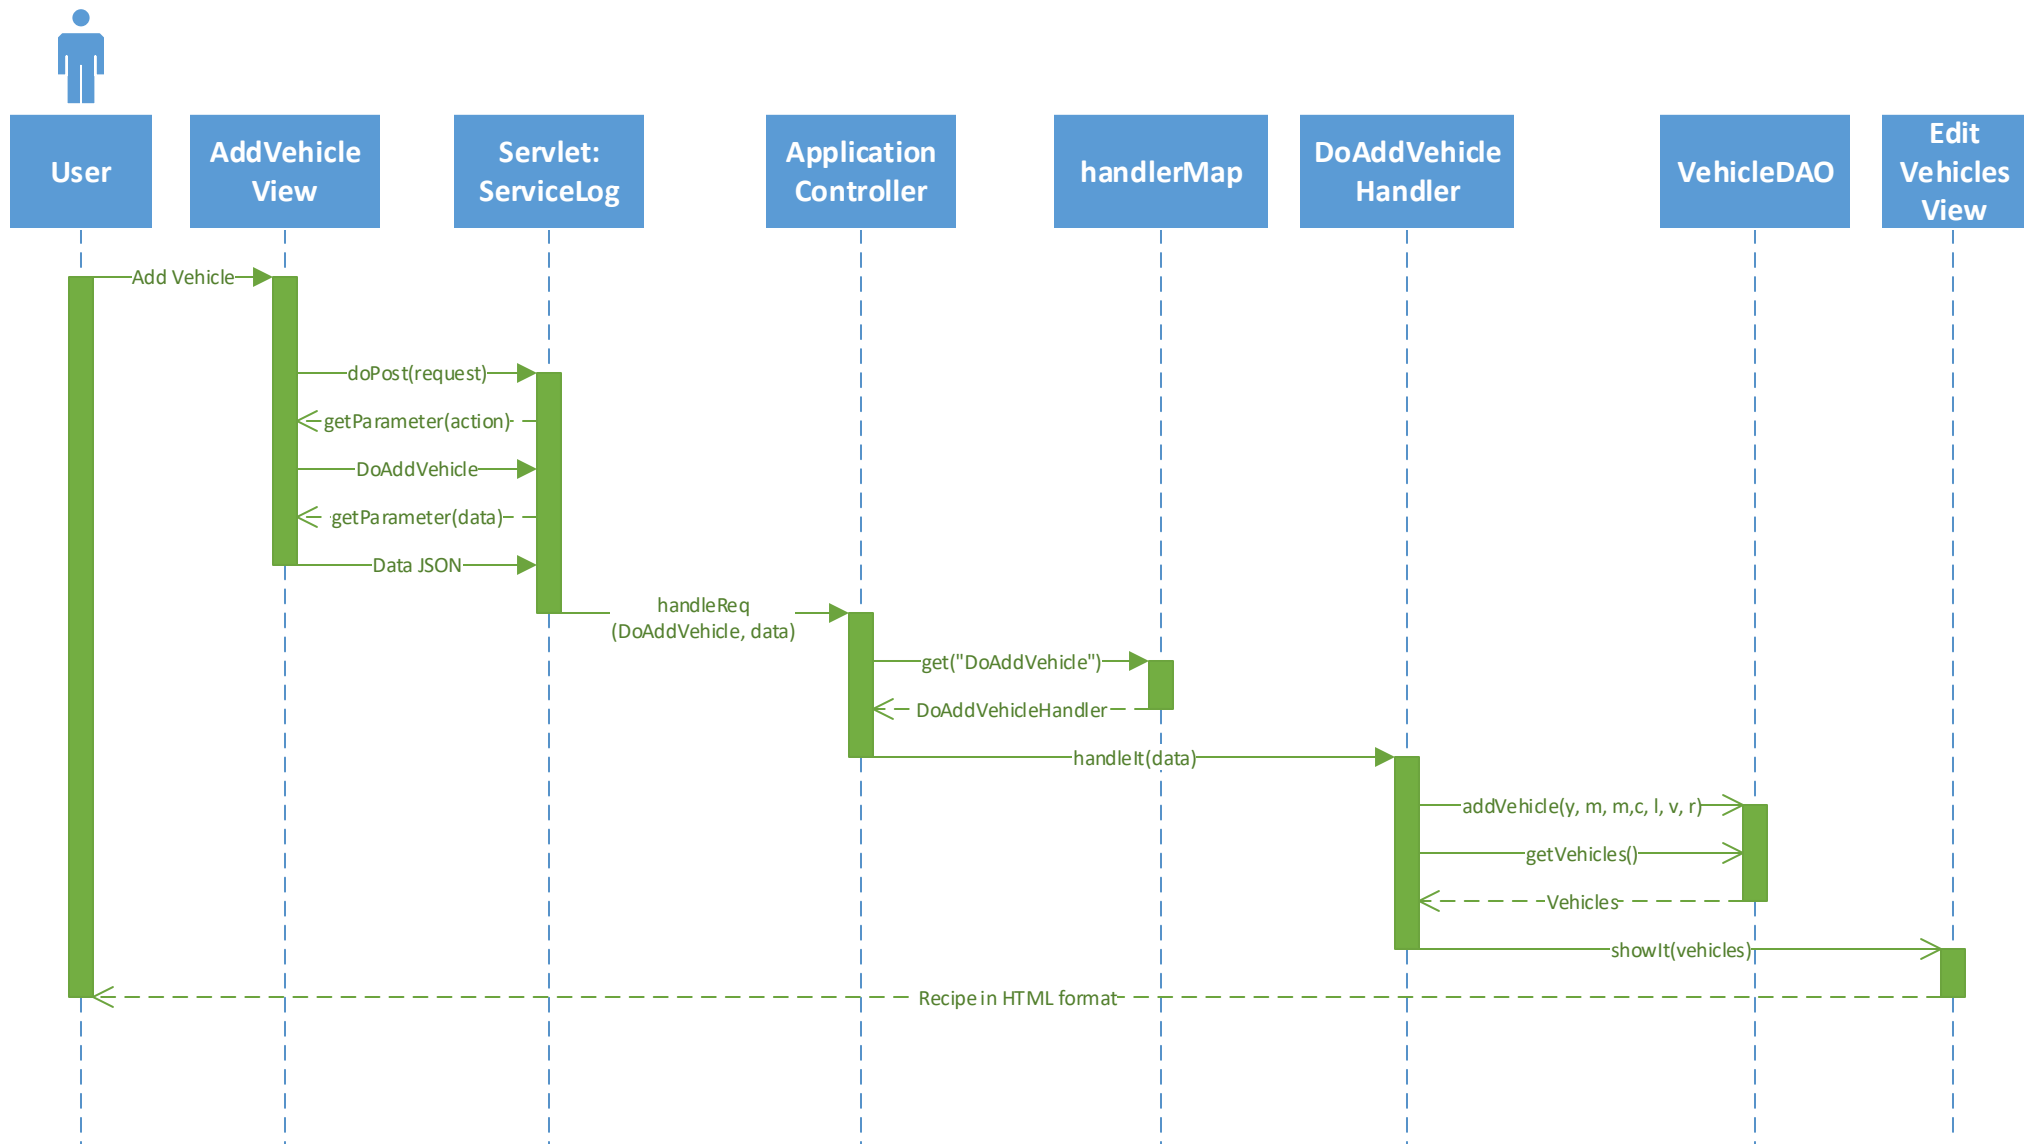 User
AddVehicle
View
Servlet:
ServiceLog
Application
Controller
handlerMap
DoAddVehicle
Handler
VehicleDAO
Edit
Vehicles
View
Add Vehicle
doPost(request)
getParameter(action)
DoAddVehicle
getParameter(data)
Data JSON
handleReq
(DoAddVehicle, data)
get("DoAddVehicle")
DoAddVehicleHandler
handleIt(data)
addVehicle(y, m, m,c, l, v, r)
getVehicles()
Vehicles
showIt(vehicles)
Recipe in HTML format